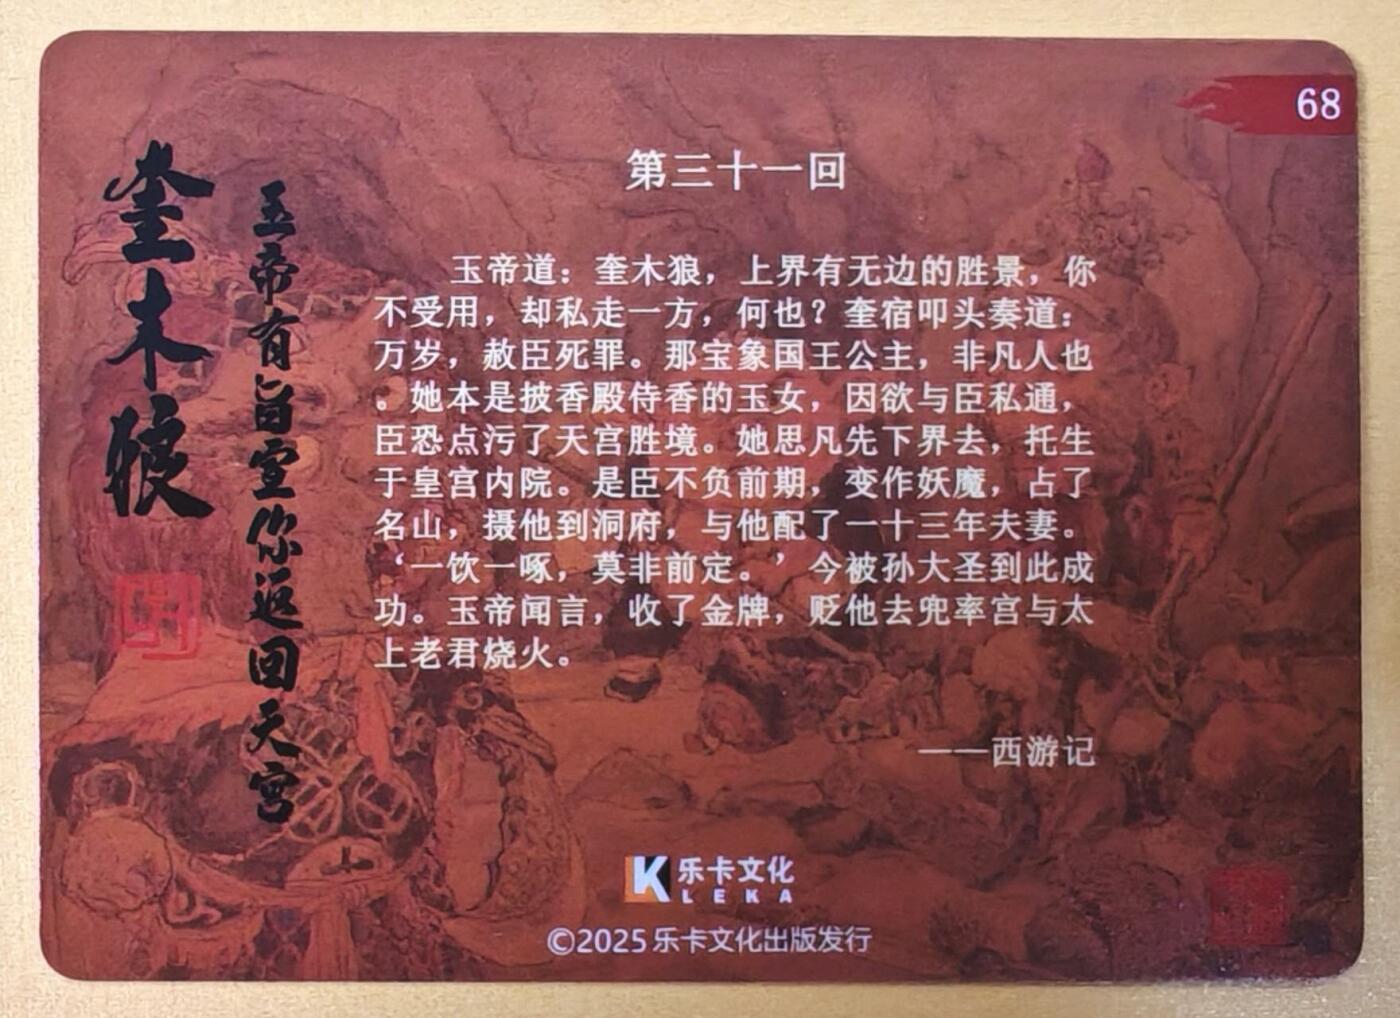 68
奎木狼
玉帝有旨宣你返回天宫
第三十一回
玉帝道：奎木狼，上界有无边的胜景，你
不受用，却私走一方，何也？奎宿叩头奏道：
万岁，赦臣死罪。那宝象国王公主，非凡人也
。她本是披香殿侍香的玉女，因欲与臣私通，
臣恐点污了天宫胜境。她思凡先下界去，托生
于皇宫内院。是臣不负前期，变作妖魔，占了
名山，摄他到洞府，与他配了一十三年夫妻。
‘一饮一啄，莫非前定。’今被孙大圣到此成
功。玉帝闻言，收了金牌，贬他去兜率宫与太
上老君烧火。
——西游记
K 乐卡文化
LEKA
©2025乐卡文化出版发行